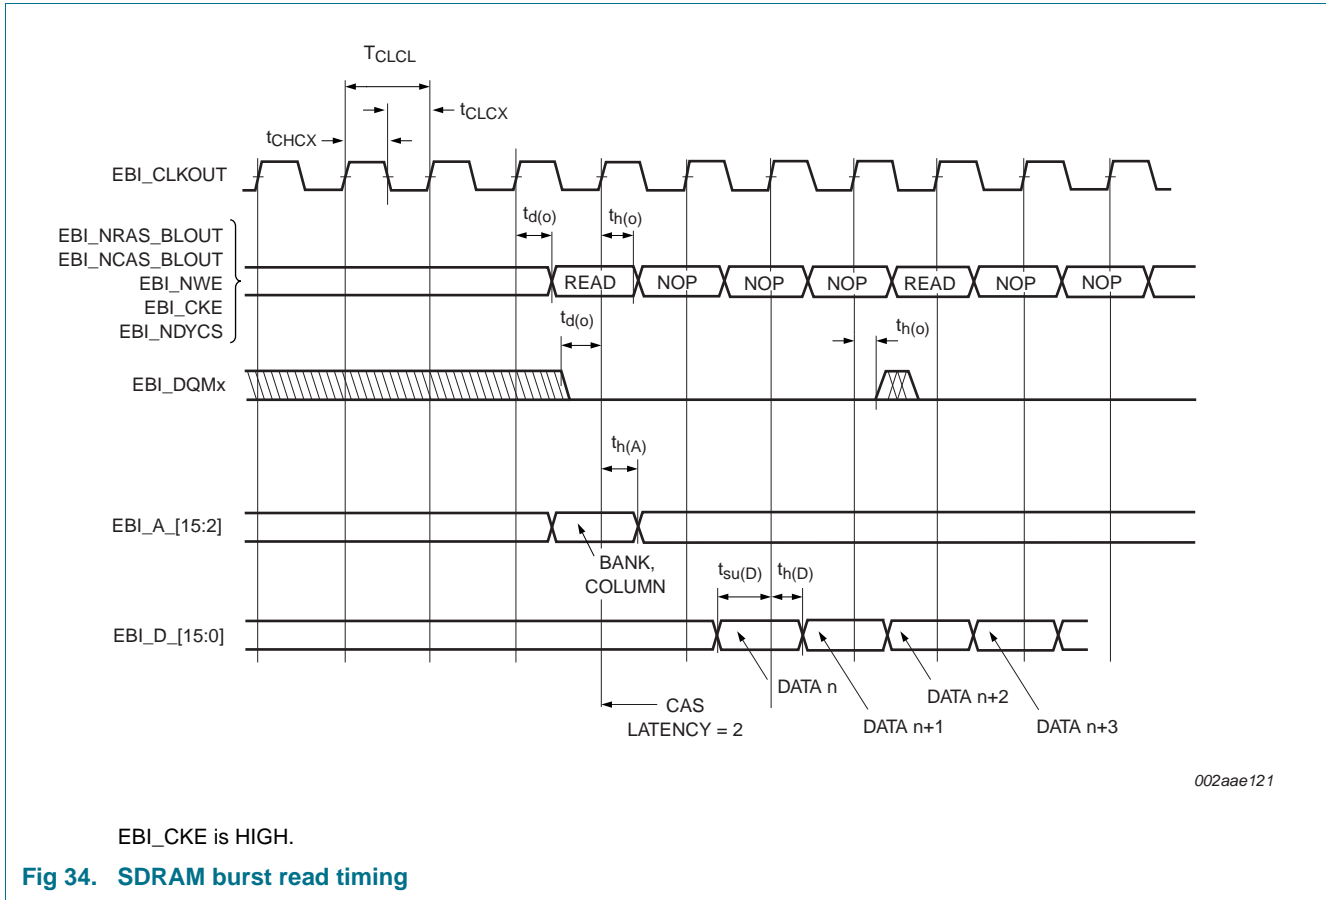 TCLCL
tCLCX
tCHCX
EBI_CLKOUT
td(o) th(o)
EBI_NRAS_BLOUT
EBI_NCAS_BLOUT
EBI_NWE
EBI_CKE
EBI_NDYCS
READ NOP NOP NOP READ NOP NOP
td(o) th(o)
EBI_DQMx
th(A)
EBI_A_[15:2]
BANK,
COLUMN
tsu(D) th(D)
EBI_D_[15:0]
DATA n
DATA n+1
DATA n+2
DATA n+3
CAS
LATENCY = 2
002aae121
EBI_CKE is HIGH.
Fig 34. SDRAM burst read timing